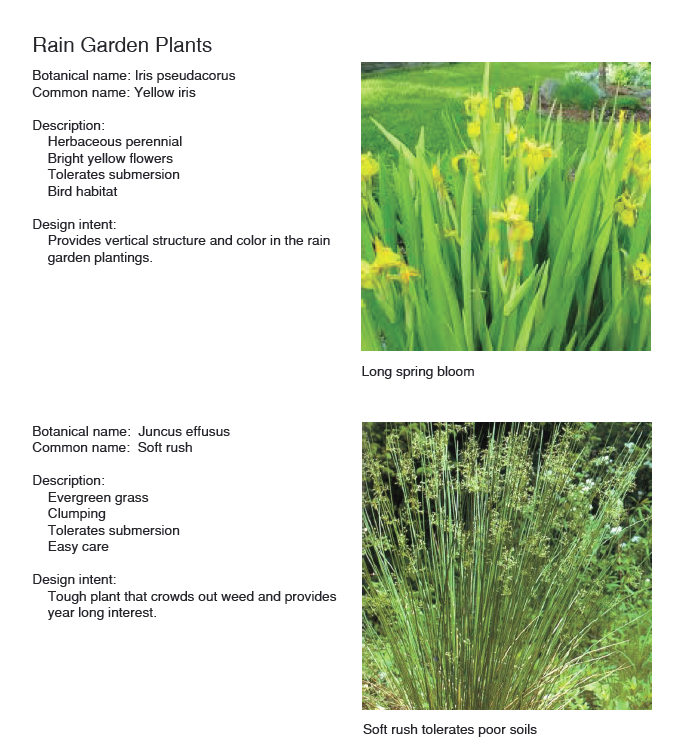 Rain Garden Plants
Botanical name: Iris pseudacorus
Common name: Yellow iris
Description:
Herbaceous perennial
Bright yellow flowers
Tolerates submersion
Bird habitat
Design intent:
Provides vertical structure and color in the rain
garden plantings.
Long spring bloom
Botanical name:  Juncus effusus
Common name:  Soft rush
Description:
Evergreen grass
Clumping
Tolerates submersion
Easy care
Design intent:
Tough plant that crowds out weed and provides
year long interest.
Soft rush tolerates poor soils